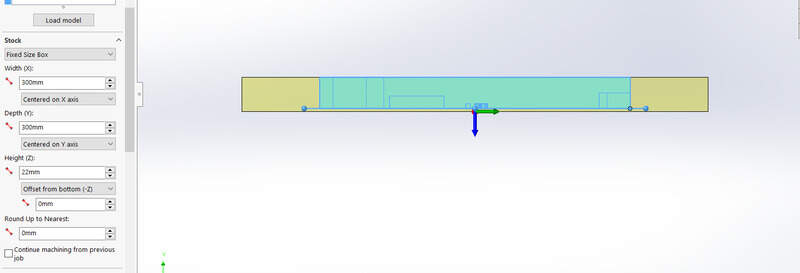 Load model
Stock
Fixed Size Box
Width (X):
300mm
Centered on X axis
Depth (Y):
300mm
Centered on Y axis
Height (Z):
22mm
Offset from bottom (-Z)
0mm
Round Up to Nearest:
0mm
Continue machining from previous
job